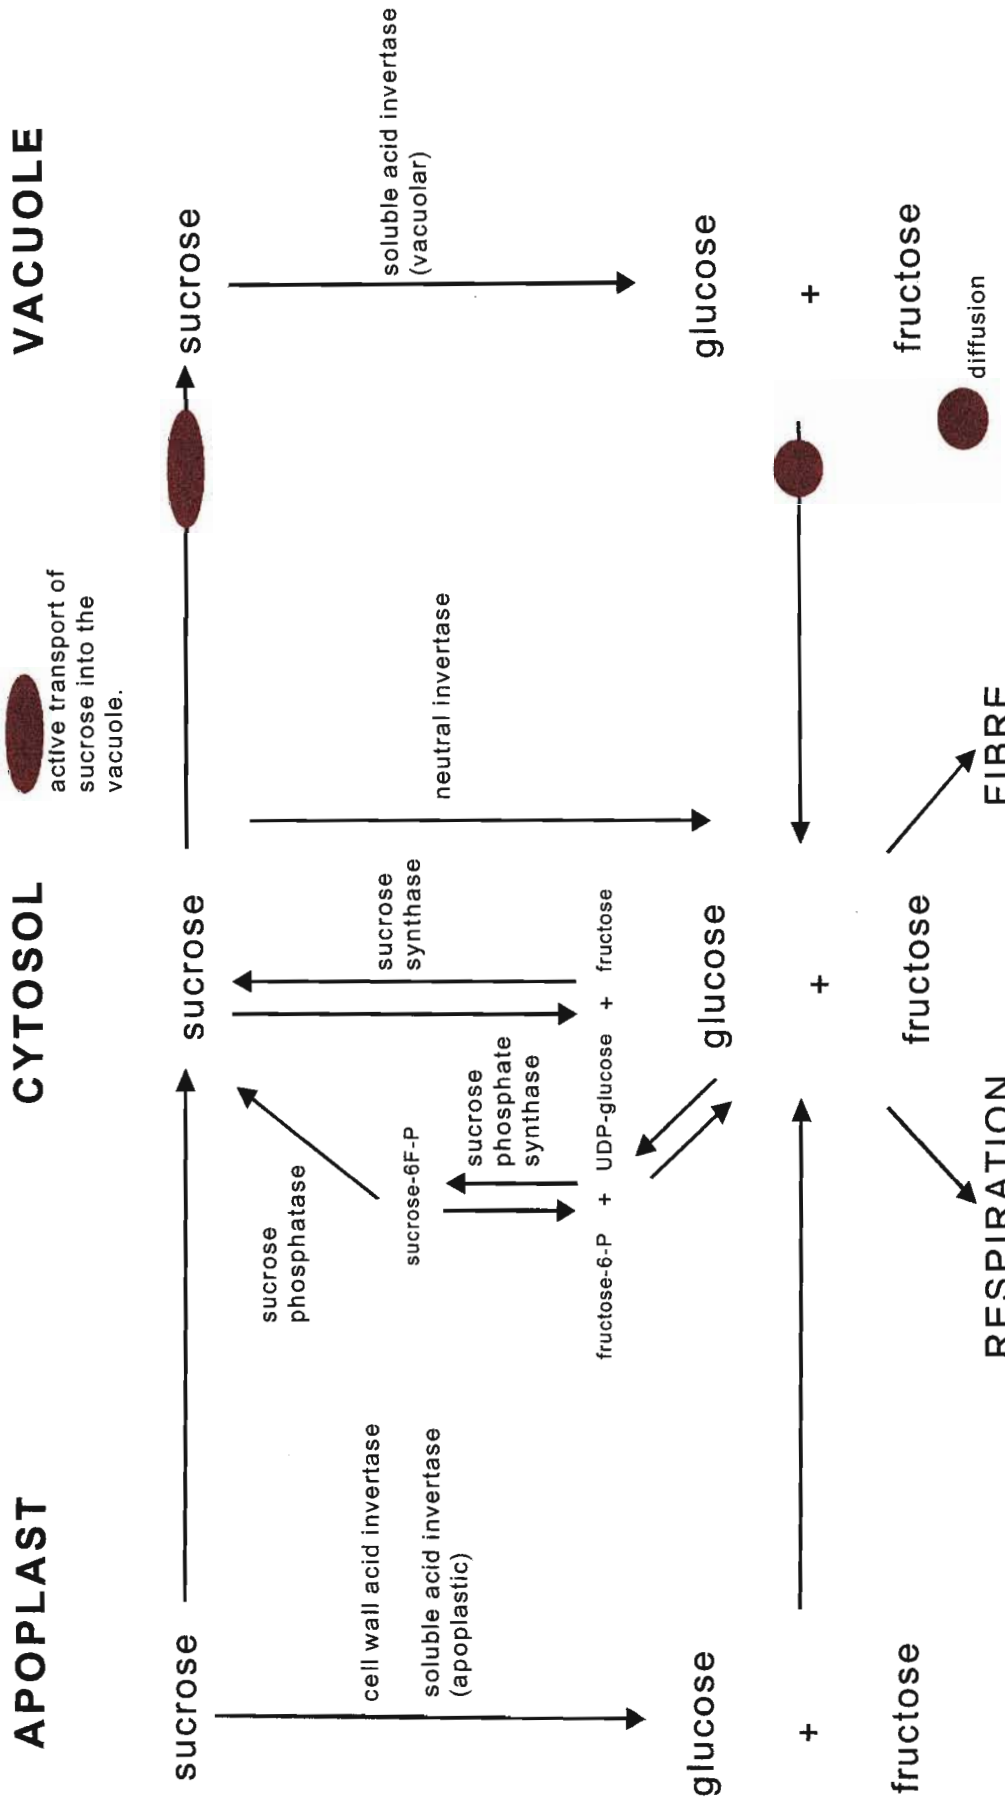 APOPLAST
CYTOSOL
VACUOLE
active transport of
sucrose into the
vacuole.
sucrose
sucrose
sucrose
cell wall acid invertase
soluble acid invertase
(apoplastic)
sucrose
phosphatase
sucrose-6F-P
sucrose
phosphate
synthase
sucrose
synthase
neutral invertase
soluble acid invertase
(vacuolar)
fructose-6-P + UDP-glucose + fructose
glucose
+
fructose
glucose
+
fructose
glucose
+
fructose
diffusion
RESPIRATION
FIBRE